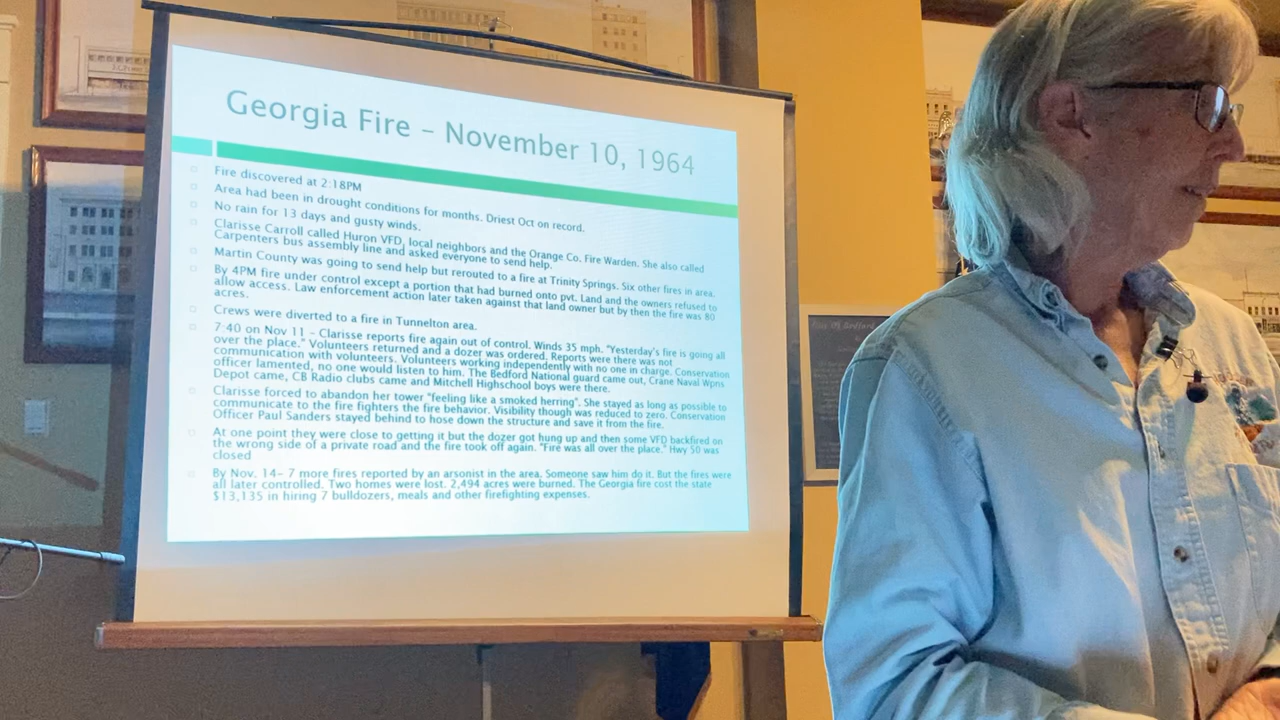 Georgia Fire – November 10, 1964
Fire discovered at 2:18PM
Area had been in drought conditions for months. Driest Oct on record.
No rain for 13 days and gusty winds.
Clarisse Carroll called Huron VFD, local neighbors and the Orange Co. Fire Warden. She also called
Carpenters bus assembly line and asked everyone to send help.
Martin County was going to send help but rerouted to a fire at Trinity Springs. Six other fires in area.
By 4PM fire under control except a portion that had burned onto pvt. Land and the owners refused to
allow access. Law enforcement action later taken against that land owner but by then the fire was 80
acres.
Crews were diverted to a fire in Tunnelton area.
7:40 on Nov 11 – Clarisse reports fire again out of control. Winds 35 mph. "Yesterday's fire is going all
over the place." Volunteers returned and a dozer was ordered. Reports were there was not
communication with volunteers. Volunteers working independently with no one in charge. Conservation
officer lamented, no one would listen to him. The Bedford National guard came out, Crane Naval Wpns
Depot came, CB Radio clubs came and Mitchell Highschool boys were there.
Clarisse forced to abandon her tower "feeling like a smoked herring". She stayed as long as possible to
communicate to the fire fighters the fire behavior. Visibility though was reduced to zero. Conservation
Officer Paul Sanders stayed behind to hose down the structure and save it from the fire.
At one point they were close to getting it but the dozer got hung up and then some VFD backfired on
the wrong side of a private road and the fire took off again. "Fire was all over the place." Hwy 50 was
closed
By Nov. 14– 7 more fires reported by an arsonist in the area. Someone saw him do it. But the fires were
all later controlled. Two homes were lost. 2,494 acres were burned. The Georgia fire cost the state
$13,135 in hiring 7 bulldozers, meals and other firefighting expenses.